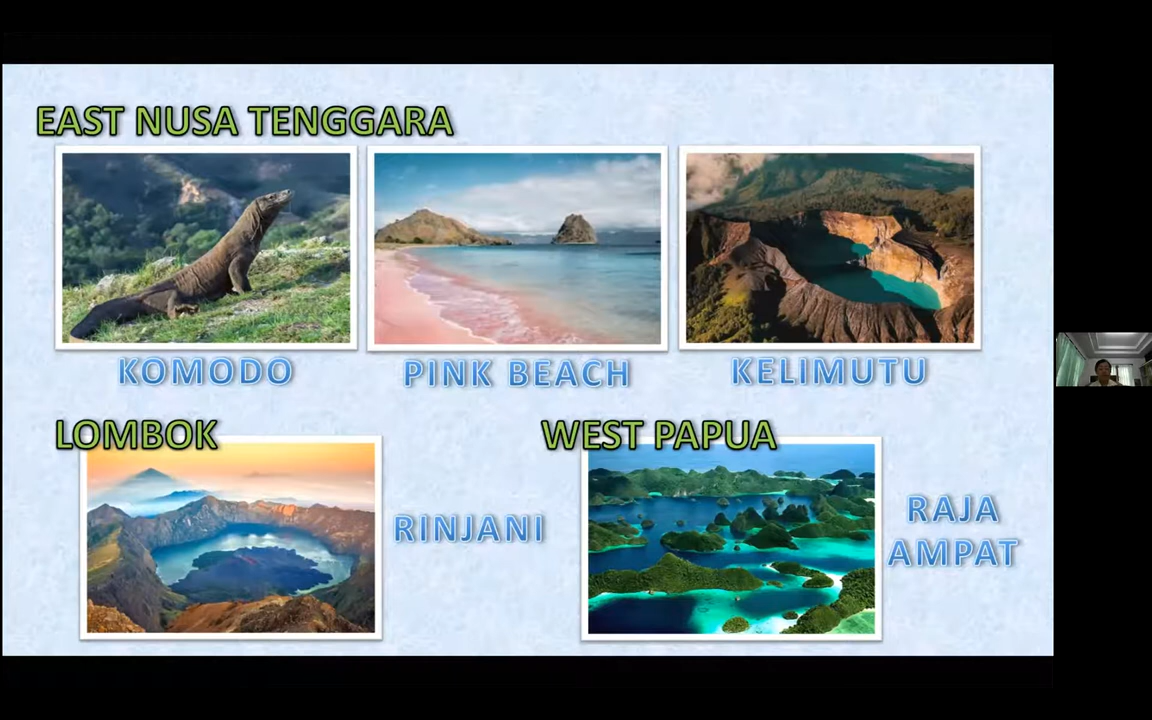 EAST NUSA TENGGARA
KOMODO
PINK BEACH
KELIMUTU
LOMBOK
RINJANI
WEST PAPUA
RAJA
AMPAT